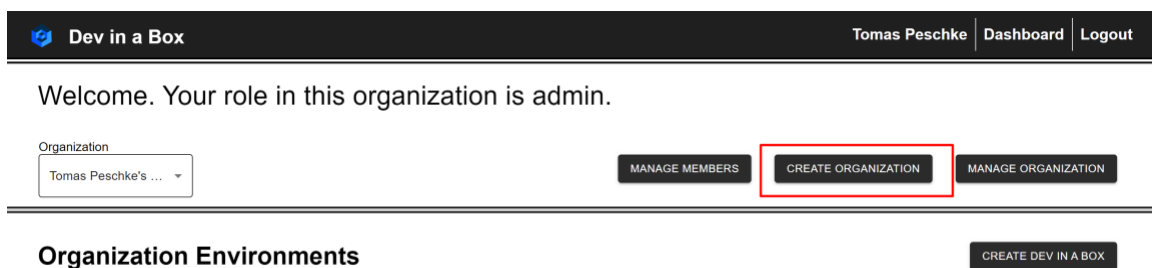 Dev in a Box
Tomas Peschke Dashboard Logout
Welcome. Your role in this organization is admin.
Organization
Tomas Peschke's ...
MANAGE MEMBERS
CREATE ORGANIZATION
MANAGE ORGANIZATION
Organization Environments
CREATE DEV IN A BOX